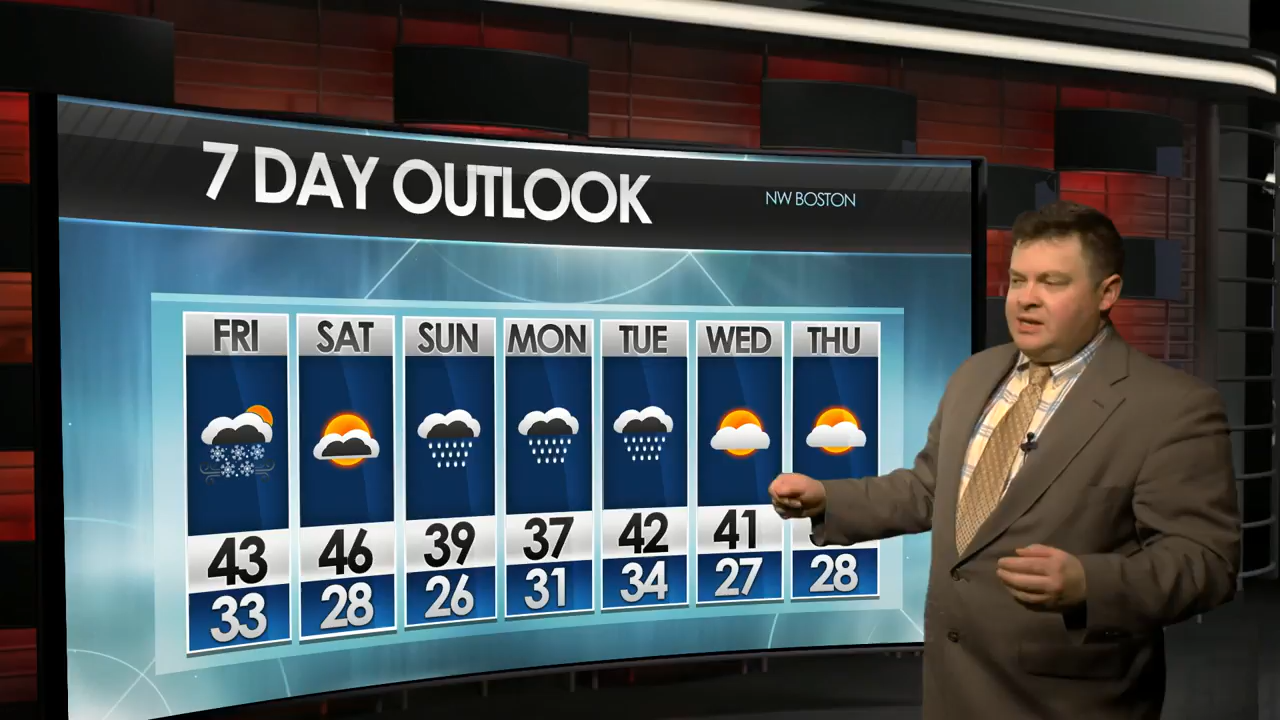 7 DAY OUTLOOK
NW BOSTON
FRI SAT SUN MON TUE WED THU
43 46 39 37 42 41
33 28 26 31 34 27 28